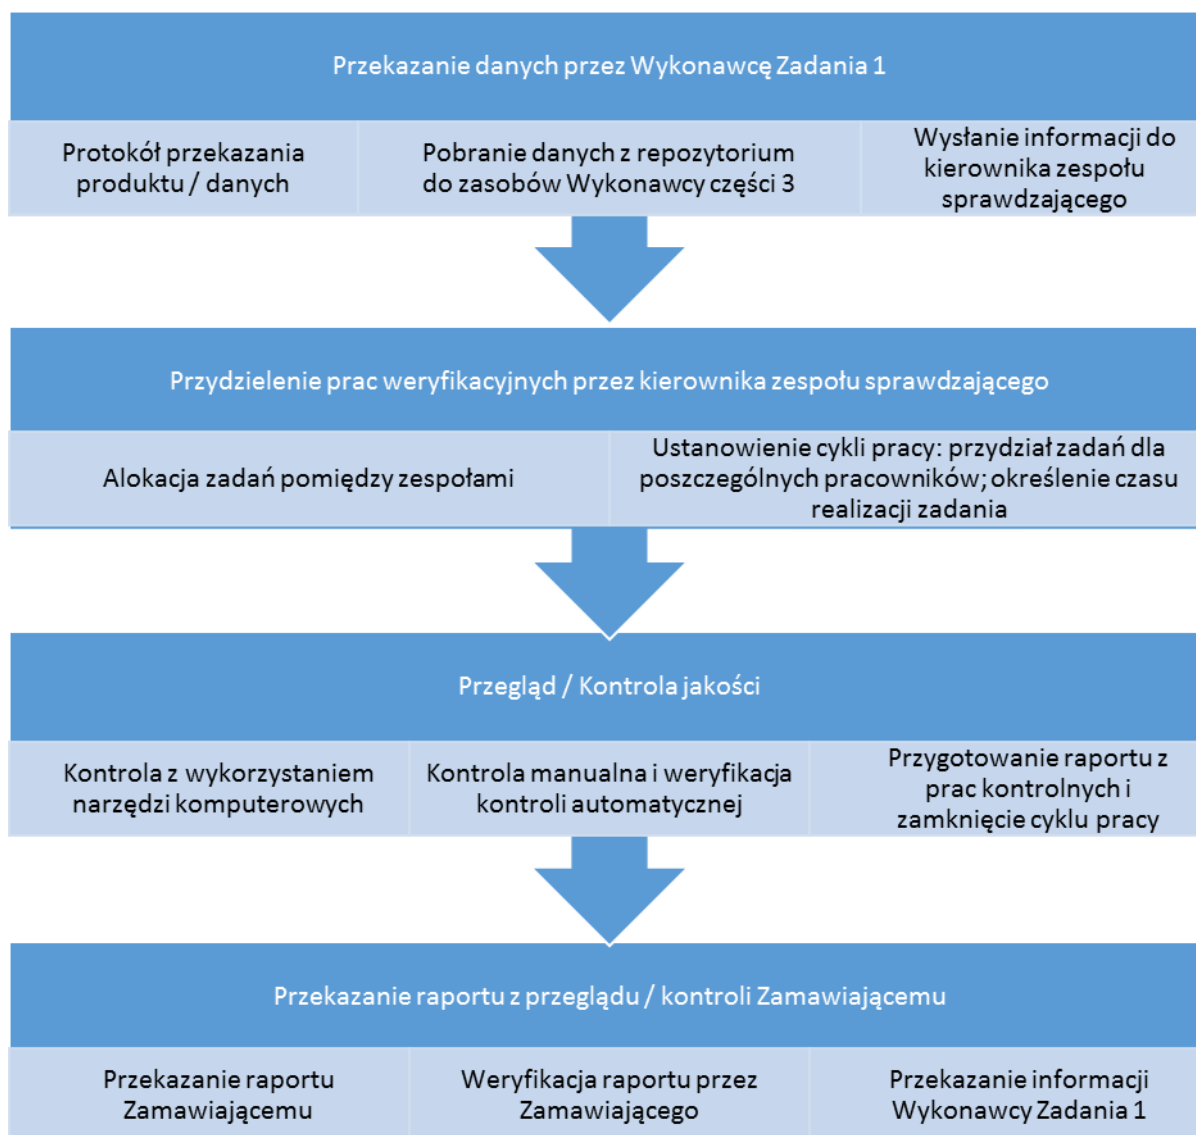 Przekazanie danych przez Wykonawcę Zadania 1
Protokół przekazania
produktu / danych
Pobranie danych z repozytorium
do zasobów Wykonawcy części 3
Wysłanie informacji do
kierownika zespołu
sprawdzającego
Przydzielenie prac weryfikacyjnych przez kierownika zespołu sprawdzającego
Alokacja zadań pomiędzy zespołami
Ustanowienie cykli pracy: przydział zadań dla
poszczególnych pracowników; określenie czasu
realizacji zadania
Przegląd / Kontrola jakości
Kontrola z wykorzystaniem
narzędzi komputerowych
Kontrola manualna i weryfikacja
kontroli automatycznej
Przygotowanie raportu z
prac kontrolnych i
zamknięcie cyklu pracy
Przekazanie raportu z przeglądu / kontroli Zamawiającemu
Przekazanie raportu
Zamawiającemu
Weryfikacja raportu przez
Zamawiającego
Przekazanie informacji
Wykonawcy Zadania 1